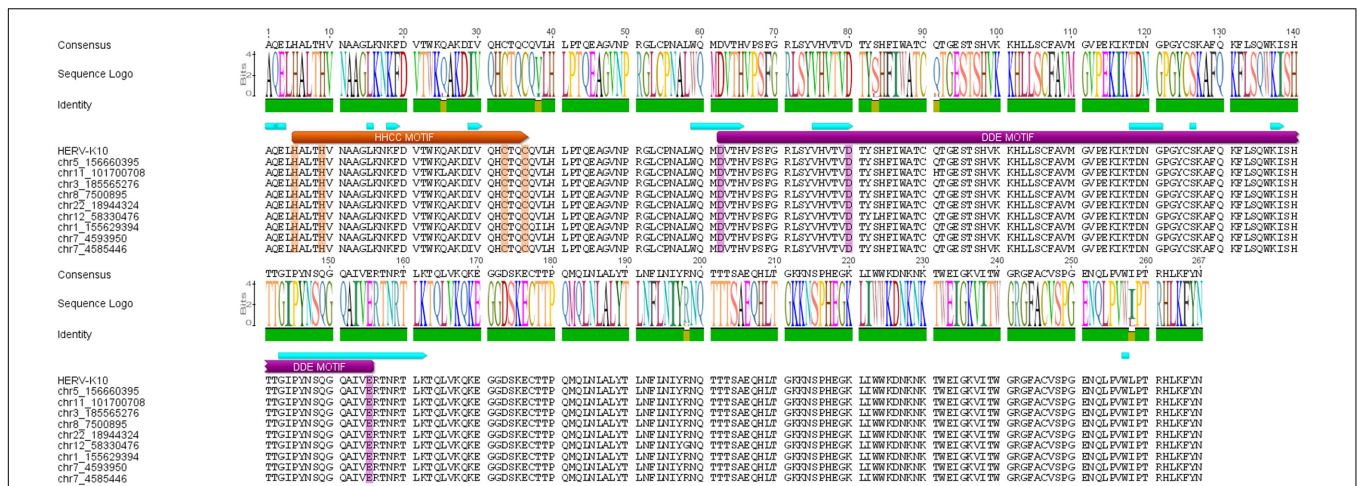 1 10 20 30 40 50 60 70 80 90 100 110 120 130 140
Consensus AQELHALTHV NAAGLKNKFD VTWKQAKDIV QHCTQCQVLH LPTQEAGVNP RGLCPNALWQ MDVTHVPSFG RLSYVHVTVD TYSHFIWATC QTGESTSHVK KHLLSCFAVM GVPEKIKTDN GPGYCSKAFQ KFLSQWKISH
Sequence Logo Bits 4 2 0
Identity
HHCC MOTIF DDE MOTIF
HERV-K10 AQELHALTHV NAAGLKNKFD VTWKQAKDIV QHCTQCQVLH LPTQEAGVNP RGLCPNALWQ MDVTHVPSFG RLSYVHVTVD TYSHFIWATC QTGESTSHVK KHLLSCFAVM GVPEKIKTDN GPGYCSKAFQ KFLSQWKISH
chr5_156660395 AQELHALTHV NAAGLKNKFD VTWKQAKDIV QHCTQCQVLH LPTQEAGVNP RGLCPNALWQ MDVTHVPSFG RLSYVHVTVD TYSHFIWATC QTGESTSHVK KHLLSCFAVM GVPEKIKTDN GPGYCSKAFQ KFLSQWKISH
chr11_101700708 AQELHALTHV NAAGLKNKFD VTWKLAKDIV QHCTQCQVLH LPTQEAGVNP RGLCPNALWQ MDVTHVPSFG RLSYVHVTVD TYSHFIWATC HTGESTSHVK KHLLSCFAVM GVPEKIKTDN GPGYCSKAFQ KFLSQWKISH
chr3_185565276 AQELHALTHV NAAGLKNKFD VTWKQAKDIV QHCTQCQVLH LPTQEAGVNP RGLCPNALWQ MDVTHVPSFG RLSYVHVTVD TYSHFIWATC QTGESTSHVK KHLLSCFAVM GVPEKIKTDN GPGYCSKAFQ KFLSQWKISH
chr8_7500895 AQELHALTHV NAAGLKNKFD VTWKQAKDIV QHCTQCQVLH LPTQEAGVNP RGLCPNALWQ MDVTHVPSFG RLSYVHVTVD TYSHFIWATC QTGESTSHVK KHLLSCFAVM GVPEKIKTDN GPGYCSKAFQ KFLSQWKISH
chr22_18944324 AQELHALTHV NAAGLKNKFD VTWKQAKDIV QHCTQCQVLH LPTQEAGVNP RGLCPNALWQ MDVTHVPSFG RLSYVHVTVD TYSHFIWATC QTGESTSHVK KHLLSCFAVM GVPEKIKTDN GPGYCSKAFQ KFLSQWKISH
chr12_58330476 AQELHALTHV NAAGLKNKFD VTWKQAKDIV QHCTQCQVLH LPTQEAGVNP RGLCPNALWQ MDVTHVPSFG RLSYVHVTVD TYLHFIWATC QTGESTSHVK KHLLSCFAVM GVPEKIKTDN GPGYCSKAFQ KFLSQWKISH
chr1_155629394 AQELHALTHV NAAGLKNKFD VTWKQAKDIV QHCTQCQILH LPTQEAGVNP RGLCPNALWQ MDVTHVPSFG RLSYVHVTVD TYSHFIWATC QTGESTSHVK KHLLSCFAVM GVPEKIKTDN GPGYCSKAFQ KFLSQWKISH
chr7_4593950 AQELHALTHV NAAGLKNKFD VTWKQAKDIV QHCTQCQVLH LPTQEAGVNP RGLCPNALWQ MDVTHVPSFG RLSYVHVTVD TYSHFIWATC QTGESTSHVK KHLLSCFAVM GVPEKIKTDN GPGYCSKAFQ KFLSQWKISH
chr7_4585446 AQELHALTHV NAAGLKNKFD VTWKQAKDIV QHCTQCQVLH LPTQEAGVNP RGLCPNALWQ MDVTHVPSFG RLSYVHVTVD TYSHFIWATC QTGESTSHVK KHLLSCFAVM GVPEKIKTDN GPGYCSKAFQ KFLSQWKISH
150 160 170 180 190 200 210 220 230 240 250 260 267
Consensus TTGIPYNSQG QAIVERTNRT LKTQLVKQKE GGDSKECTTP QMQLNLALYT LNFLNIYRNQ TTTSAEQHLT GKKNSPHEGK LIWWKDNKNK TWEIGKVITW GRGFACVSPG ENQLPVWIPT RHLKFYN
Sequence Logo Bits 4 2 0
Identity
DDE MOTIF
HERV-K10 TTGIPYNSQG QAIVERTNRT LKTQLVKQKE GGDSKECTTP QMQLNLALYT LNFLNIYRNQ TTTSAEQHLT GKKNSPHEGK LIWWKDNKNK TWEIGKVITW GRGFACVSPG ENQLPVWLPT RHLKFYN
chr5_156660395 TTGIPYNSQG QAIVERTNRT LKTQLVKQKE GGDSKECTTP QMQLNLALYT LNFLNIYRNQ TTTSAEQHLT GKKNSPHEGK LIWWKDNKNK TWEIGKVITW GRGFACVSPG ENQLPVWIPT RHLKFYN
chr11_101700708 TTGIPYNSQG QAIVERTNRT LKTQLVKQKE GGDSKECTTP QMQLNLALYT LNFLNIYRNQ TTTSAEQHLT GKKNSPHEGK LIWWKDNKNK TWEIGKVITW GRGFACVSPG ENQLPVWIPT RHLKFYN
chr3_185565276 TTGIPYNSQG QAIVERTNRT LKTQLVKQKE GGDSKECTTP QMQLNLALYT LNFLNIYRNQ TTTSAEQHLT GKKNSPHEGK LIWWKDNKNK TWEIGKVITW GRGFACVSPG ENQLPVWIPT RHLKFYN
chr8_7500895 TTGIPYNSQG QAIVERTNRT LKTQLVKQKE GGDSKECTTP QMQLNLALYT LNFLNIYRNQ TTTSAEQHLT GKKNSPHEGK LIWWKDNKNK TWEIGKVITW GRGFACVSPG ENQLPVWIPT RHLKFYN
chr22_18944324 TTGIPYNSQG QAIVERTNRT LKTQLVKQKE GGDSKECTTP QMQLNLALYT LNFLNIYRNQ TTTSAEQHLT GKKNSPHEGK LIWWKDNKNK TWEIGKVITW GRGFACVSPG ENQLPVWIPT RHLKFYN
chr12_58330476 TTGIPYNSQG QAIVERTNRT LKTQLVKQKE GGDSKECTTP QMQLNLALYT LNFLNIYRNQ TTTSAEQHLT GKKNSPHEGK LIWWKDNKNK TWEIGKVITW GRGFACVSPG ENQLPVWIPT RHLKFYN
chr1_155629394 TTGIPYNSQG QAIVERTNRT LKTQLVKQKE GGDSKECTTP QMQLNLALYT LNFLNIYRNQ TTTSAEQHLT GKKNSPHEGK LIWWKDNKNK TWEIGKVITW GRGFACVSPG ENQLPVWIPT RHLKFYN
chr7_4593950 TTGIPYNSQG QAIVERTNRT LKTQLVKQKE GGDSKECTTP QMQLNLALYT LNFLNIYRNQ TTTSAEQHLT GKKNSPHEGK LIWWKDNKNK TWEIGKVITW GRGFACVSPG ENQLPVWIPT RHLKFYN
chr7_4585446 TTGIPYNSQG QAIVERTNRT LKTQLVKQKE GGDSKECTTP QMQLNLALYT LNFLNIYRNQ TTTSAEQHLT GKKNSPHEGK LIWWKDNKNK TWEIGKVITW GRGFACVSPG ENQLPVWIPT RHLKFYN